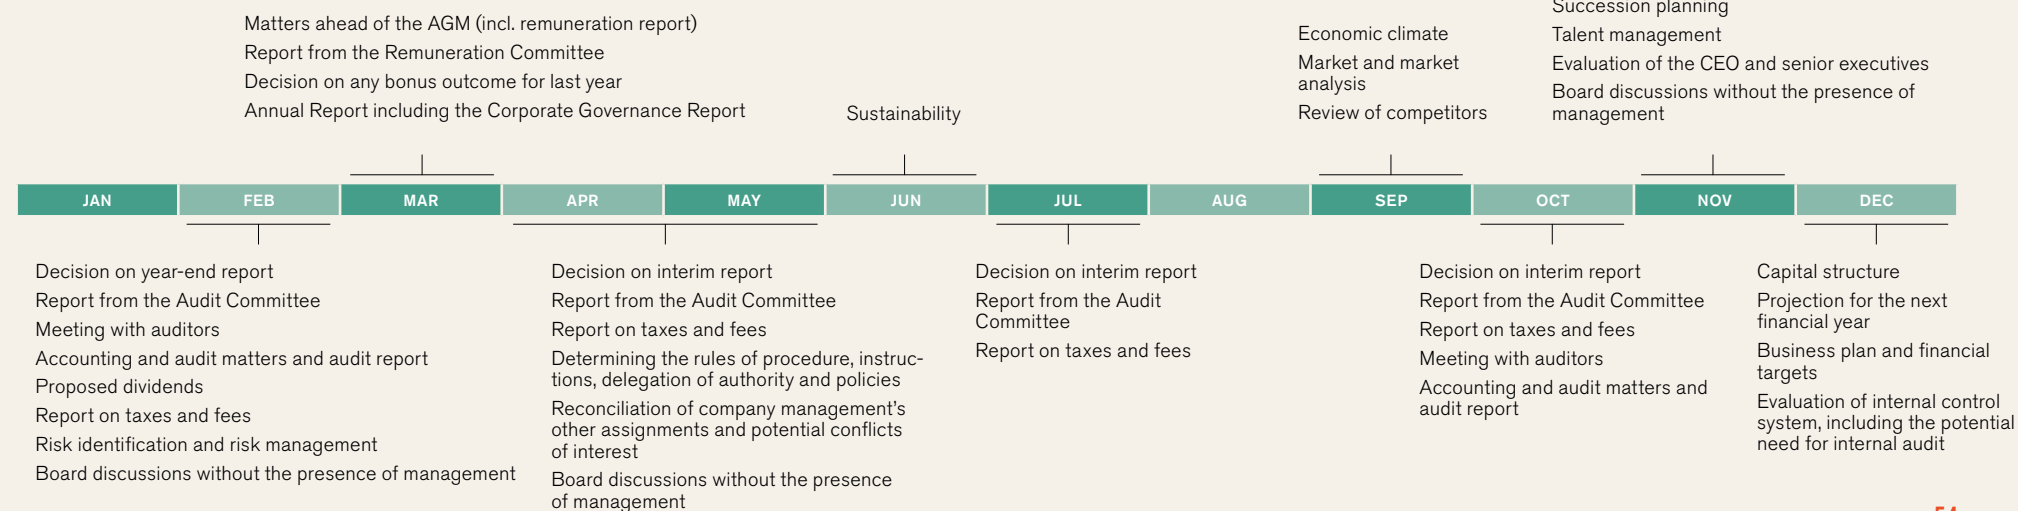 Matters ahead of the AGM (incl. remuneration report)
Report from the Remuneration Committee
Decision on any bonus outcome for last year
Annual Report including the Corporate Governance Report
Sustainability
Economic climate
Market and market
analysis
Review of competitors
Succession planning
Talent management
Evaluation of the CEO and senior executives
Board discussions without the presence of
management
JAN
FEB
MAR
APR
MAY
JUN
JUL
AUG
SEP
OCT
NOV
DEC
Decision on year-end report
Report from the Audit Committee
Meeting with auditors
Accounting and audit matters and audit report
Proposed dividends
Report on taxes and fees
Risk identification and risk management
Board discussions without the presence of management
Decision on interim report
Report from the Audit Committee
Report on taxes and fees
Determining the rules of procedure, instruc-
tions, delegation of authority and policies
Reconciliation of company management’s
other assignments and potential conflicts
of interest
Board discussions without the presence
of management
Decision on interim report
Report from the Audit
Committee
Report on taxes and fees
Decision on interim report
Report from the Audit Committee
Report on taxes and fees
Meeting with auditors
Accounting and audit matters and
audit report
Capital structure
Projection for the next
financial year
Business plan and financial
targets
Evaluation of internal control
system, including the potential
need for internal audit